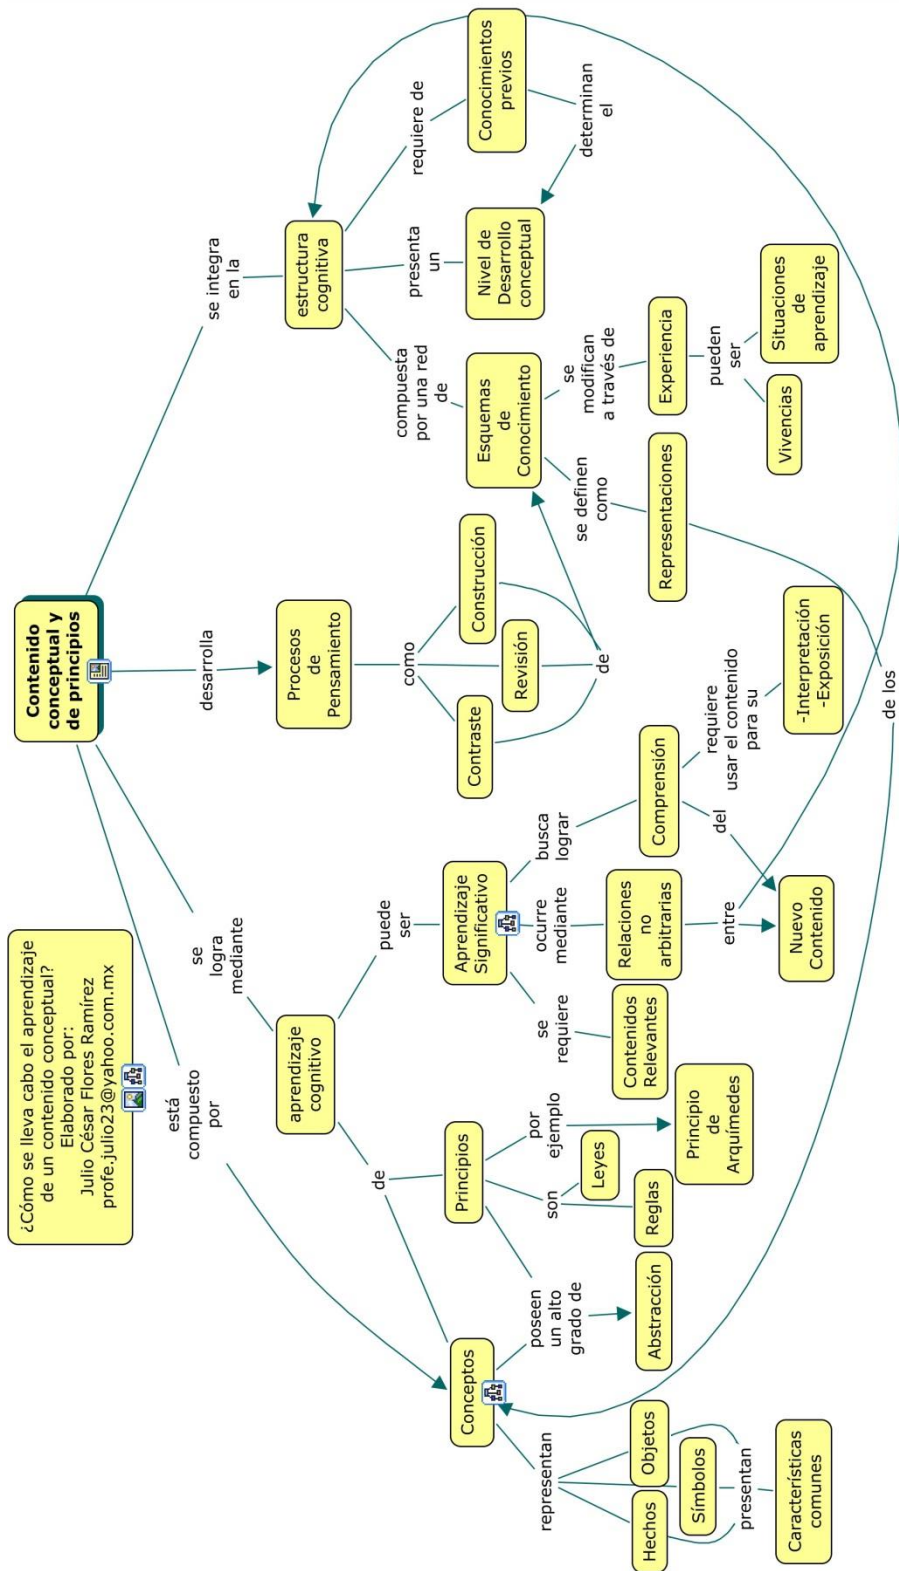 ¿Cómo se lleva cabo el aprendizaje
de un contenido conceptual?
Elaborado por:
Julio César Flores Ramírez
profe.julio23@yahoo.com.mx
Contenido
conceptual y
de principios
está
compuesto
por
se
logra
mediante
desarrolla
se integra
en la
aprendizaje
cognitivo
Procesos
de
Pensamiento
estructura
cognitiva
de
puede
ser
como
compuesta
por una red
de
presenta
un
requiere de
Conceptos
Principios
Aprendizaje
Significativo
Contraste
Revisión
Construcción
Esquemas
de
Conocimiento
Nivel de
Desarrollo
conceptual
Conocimientos
previos
determinan
el
representan
poseen
un alto
grado de
son
por
ejemplo
se
requiere
ocurre
mediante
busca
lograr
de
se definen
como
se
modifican
a través de
Hechos
Símbolos
Objetos
Abstracción
Reglas
Leyes
Principio
de
Arquímedes
Contenidos
Relevantes
Relaciones
no
arbitrarias
Comprensión
Representaciones
Experiencia
presentan
entre
del
requiere
usar el contenido
para su
pueden
ser
Características
comunes
Nuevo
Contenido
-Interpretación
-Exposición
Vivencias
Situaciones
de
aprendizaje
de los